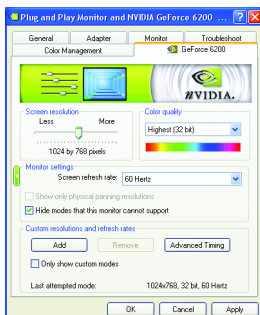 Plug and Play Monitor and NVIDIA GeForce 6200 ...
General Adapter Monitor Troubleshoot
Color Management GeForce 6200
NVIDIA.
Screen resolution
Less More
1024 by 768 pixels
Color quality
Highest (32 bit)
Monitor settings
Screen refresh rate: 60 Hertz
Show only physical panning resolutions
Hide modes that this monitor cannot support
Custom resolutions and refresh rates
Add Remove Advanced Timing
Only show custom modes
Last attempted mode: 1024x768, 32 bit, 60 Hertz
OK Cancel Apply